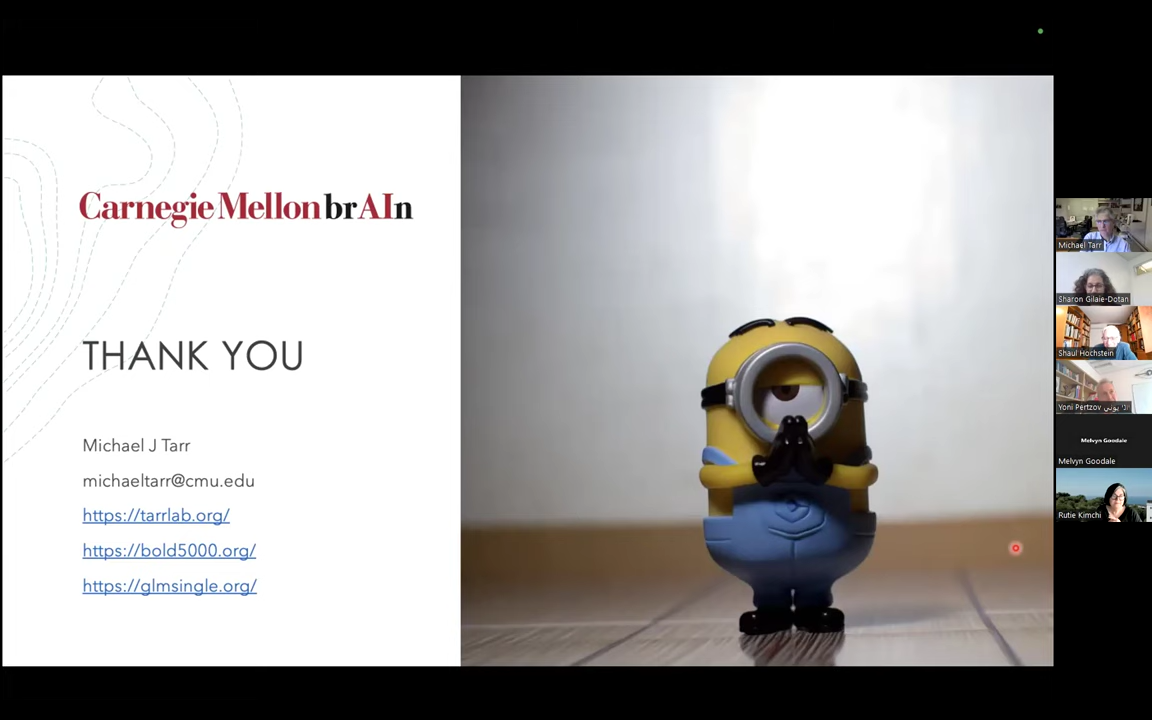 Carnegie Mellon brAIn
THANK YOU
Michael J Tarr
michaeltarr@cmu.edu
https://tarrlab.org/
https://bold5000.org/
https://glmsingle.org/
Michael Tarr
Sharon Gilaie-Dotan
Shaul Hochstein
Yoni Pertzov
Melvyn Goodale
Melvyn Goodale
Rutie Kimchi